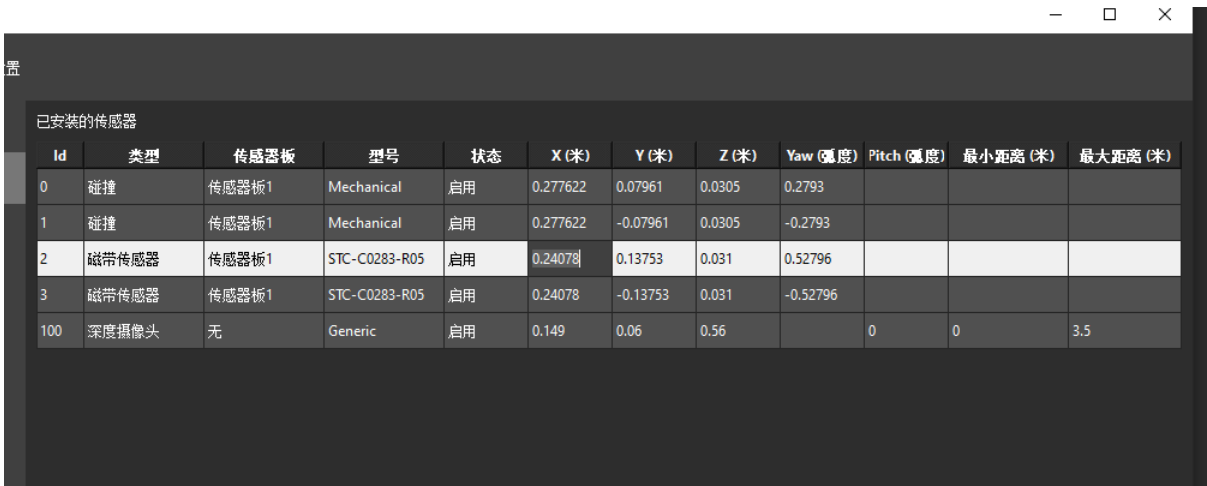 置
已安装的传感器
Id 类型 传感器板 型号 状态 X (米) Y (米) Z (米) Yaw (弧度) Pitch (弧度) 最小距离 (米) 最大距离 (米)
0 碰撞 传感器板1 Mechanical 启用 0.277622 0.07961 0.0305 0.2793
1 碰撞 传感器板1 Mechanical 启用 0.277622 -0.07961 0.0305 -0.2793
2 磁带传感器 传感器板1 STC-C0283-R05 启用 0.24078 0.13753 0.031 0.52796
3 磁带传感器 传感器板1 STC-C0283-R05 启用 0.24078 -0.13753 0.031 -0.52796
100 深度摄像头 无 Generic 启用 0.149 0.06 0.56 0 0 3.5